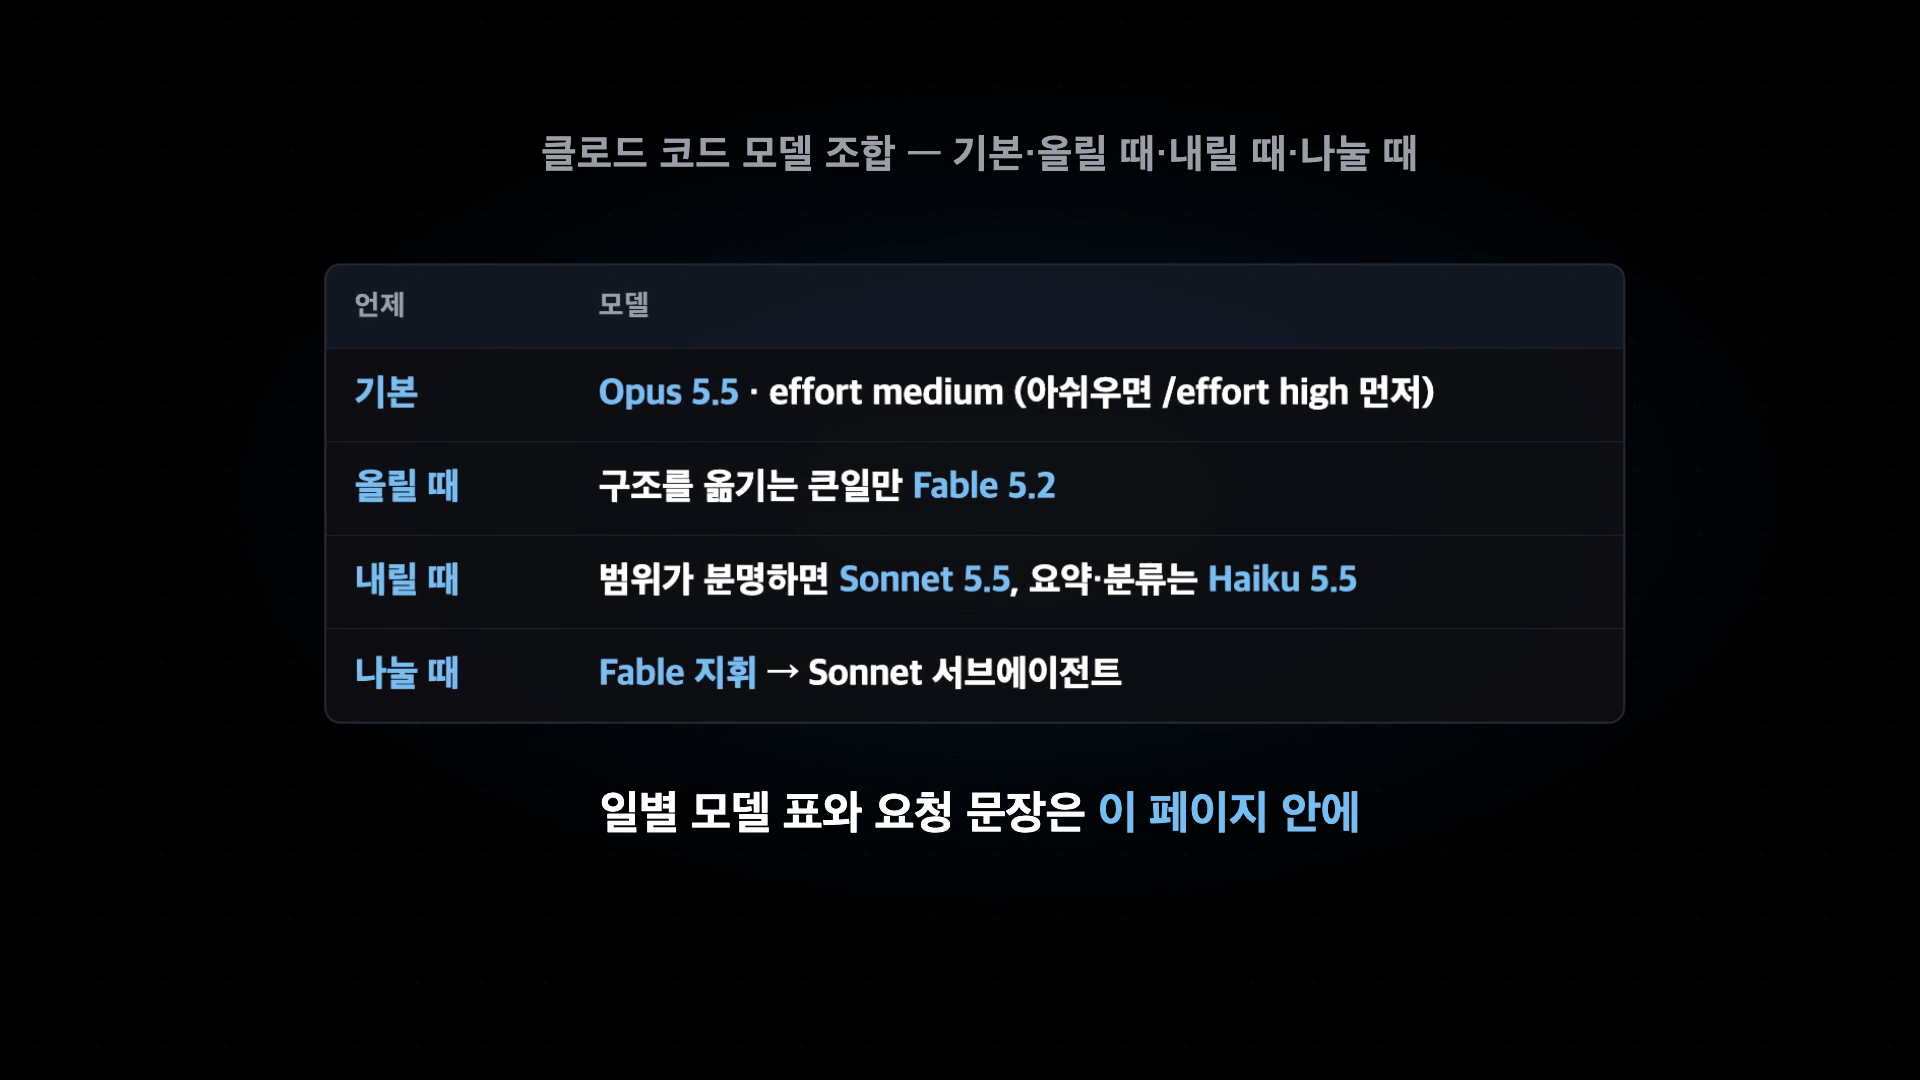 클로드 코드 모델 조합 — 기본·올릴 때·내릴 때·나눌 때
언제 모델
기본 Opus 5.5 · effort medium (아쉬우면 /effort high 먼저)
올릴 때 구조를 옮기는 큰일만 Fable 5.2
내릴 때 범위가 분명하면 Sonnet 5.5, 요약·분류는 Haiku 5.5
나눌 때 Fable 지휘 → Sonnet 서브에이전트
일별 모델 표와 요청 문장은 이 페이지 안에